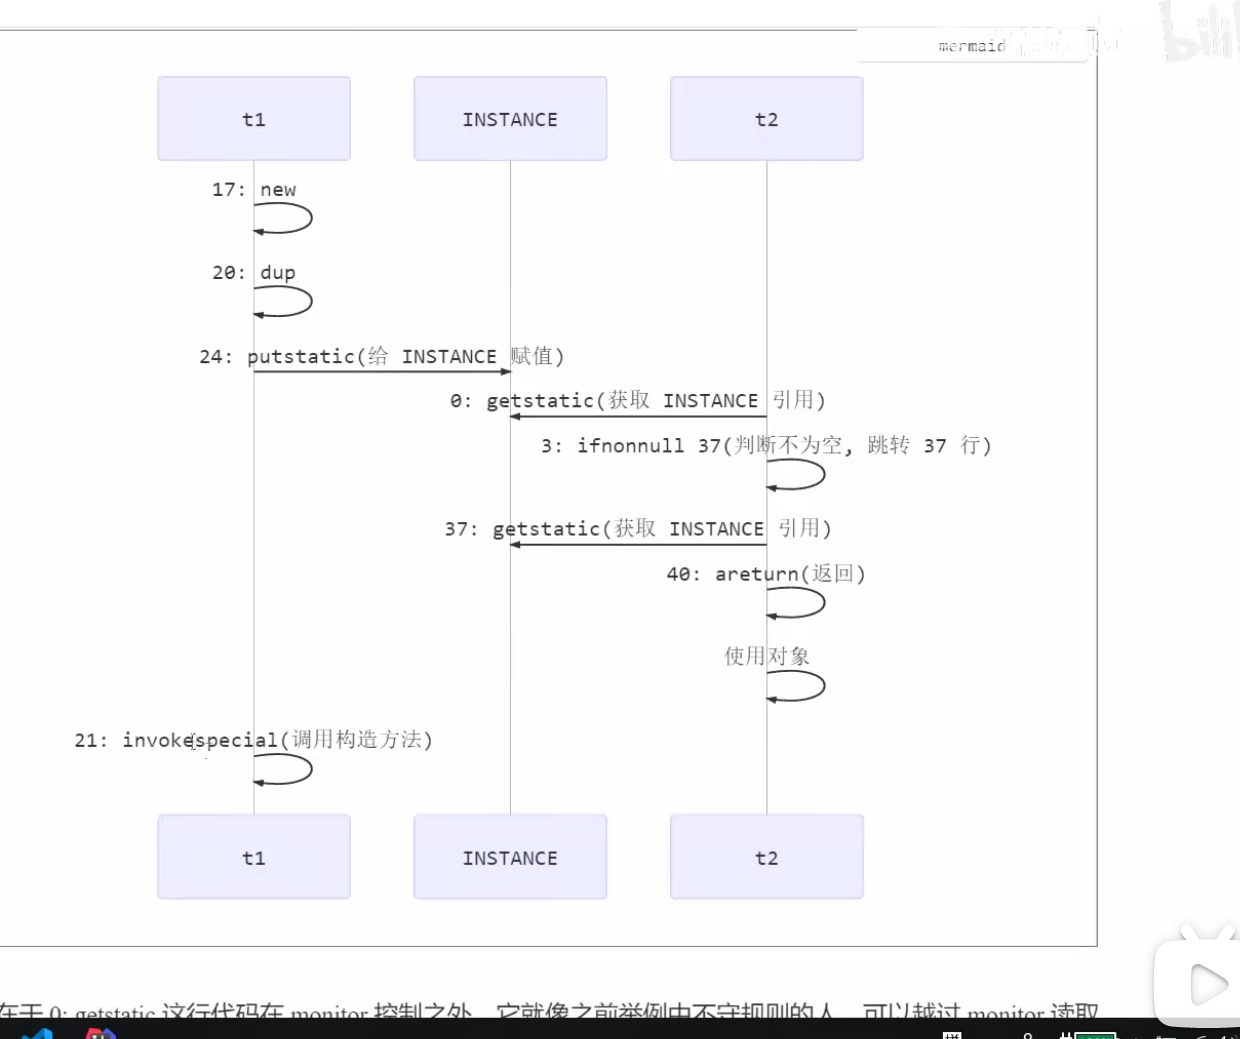 mermaid
bili
t1 INSTANCE t2
17: new
20: dup
24: putstatic(给 INSTANCE 赋值)
0: getstatic(获取 INSTANCE 引用)
3: ifnonnull 37(判断不为空, 跳转 37 行)
37: getstatic(获取 INSTANCE 引用)
40: areturn(返回)
使用对象
21: invokespecial(调用构造方法)
t1 INSTANCE t2
在于 0: getstatic 这行代码在 monitor 控制之外，它就像之前举例中不守规则的人，可以越过 monitor 读取